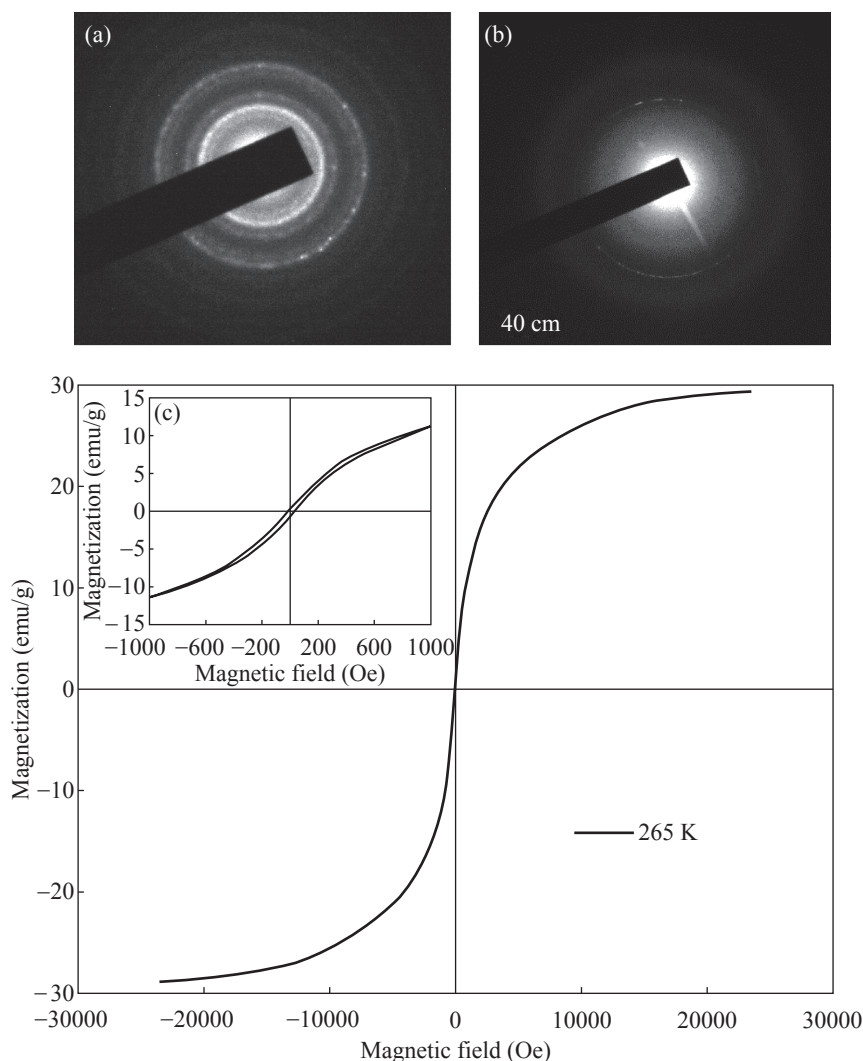 (a)
(b)
40 cm
30
20
10
0
−10
−20
−30
Magnetization (emu/g)
−30000 −20000 −10000 0 10000 20000 30000
Magnetic field (Oe)
265 K
(c)
15
10
5
0
−5
−10
−15
Magnetization (emu/g)
−1000 −600 −200 200 600 1000
Magnetic field (Oe)